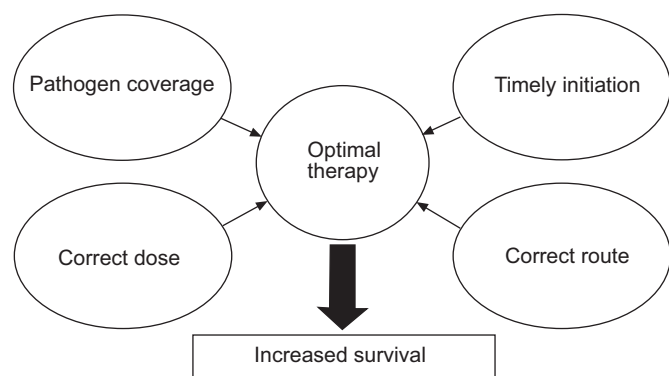 Pathogen coverage
Timely initiation
Optimal
therapy
Correct dose
Correct route
Increased survival